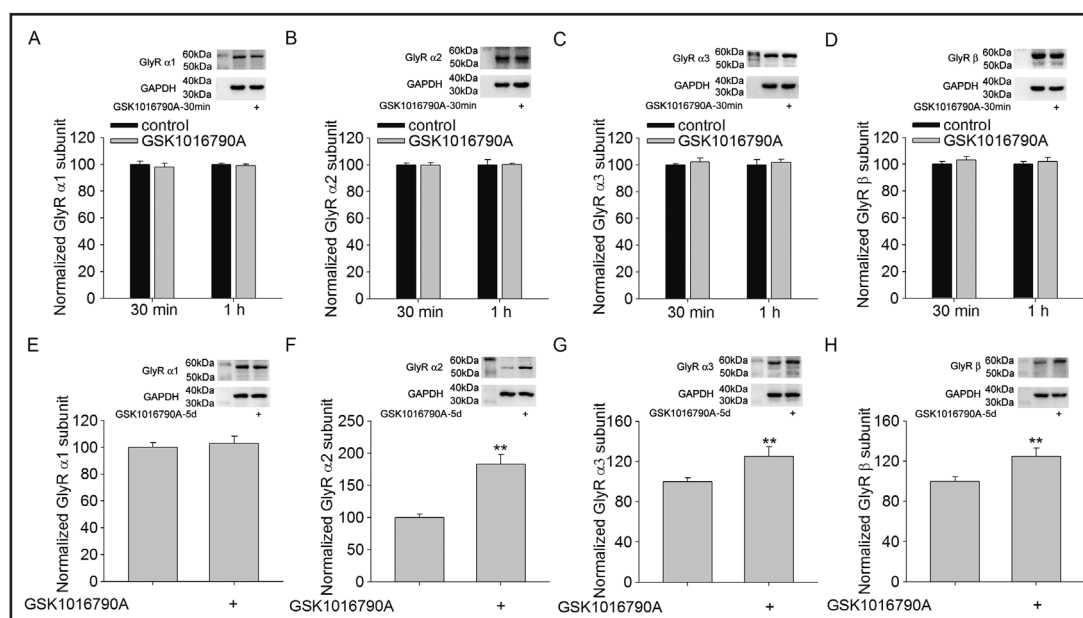 A
GlyR α1
60kDa
50kDa
GAPDH
40kDa
30kDa
GSK1016790A-30min +
control
GSK1016790A
Normalized GlyR α1 subunit
120
100
80
60
40
20
0
30 min 1 h
B
GlyR α2
60kDa
50kDa
GAPDH
40kDa
30kDa
GSK1016790A-30min +
control
GSK1016790A
Normalized GlyR α2 subunit
120
100
80
60
40
20
0
30 min 1 h
C
GlyR α3
60kDa
50kDa
GAPDH
40kDa
30kDa
GSK1016790A-30min +
control
GSK1016790A
Normalized GlyR α3 subunit
120
100
80
60
40
20
0
30 min 1 h
D
GlyR β
60kDa
50kDa
GAPDH
40kDa
30kDa
GSK1016790A-30min +
control
GSK1016790A
Normalized GlyR β subunit
120
100
80
60
40
20
0
30 min 1 h
E
GlyR α1
60kDa
50kDa
GAPDH
40kDa
30kDa
GSK1016790A-5d +
Normalized GlyR α1 subunit
120
100
80
60
40
20
0
GSK1016790A +
F
GlyR α2
60kDa
50kDa
GAPDH
40kDa
30kDa
GSK1016790A-5d +
Normalized GlyR α2 subunit
250
200
150
100
50
0
**
GSK1016790A +
G
GlyR α3
60kDa
50kDa
GAPDH
40kDa
30kDa
GSK1016790A-5d +
Normalized GlyR α3 subunit
160
120
80
40
0
**
GSK1016790A +
H
GlyR β
60kDa
50kDa
GAPDH
40kDa
30kDa
GSK1016790A-5d +
Normalized GlyR β subunit
160
120
80
40
0
**
GSK1016790A +